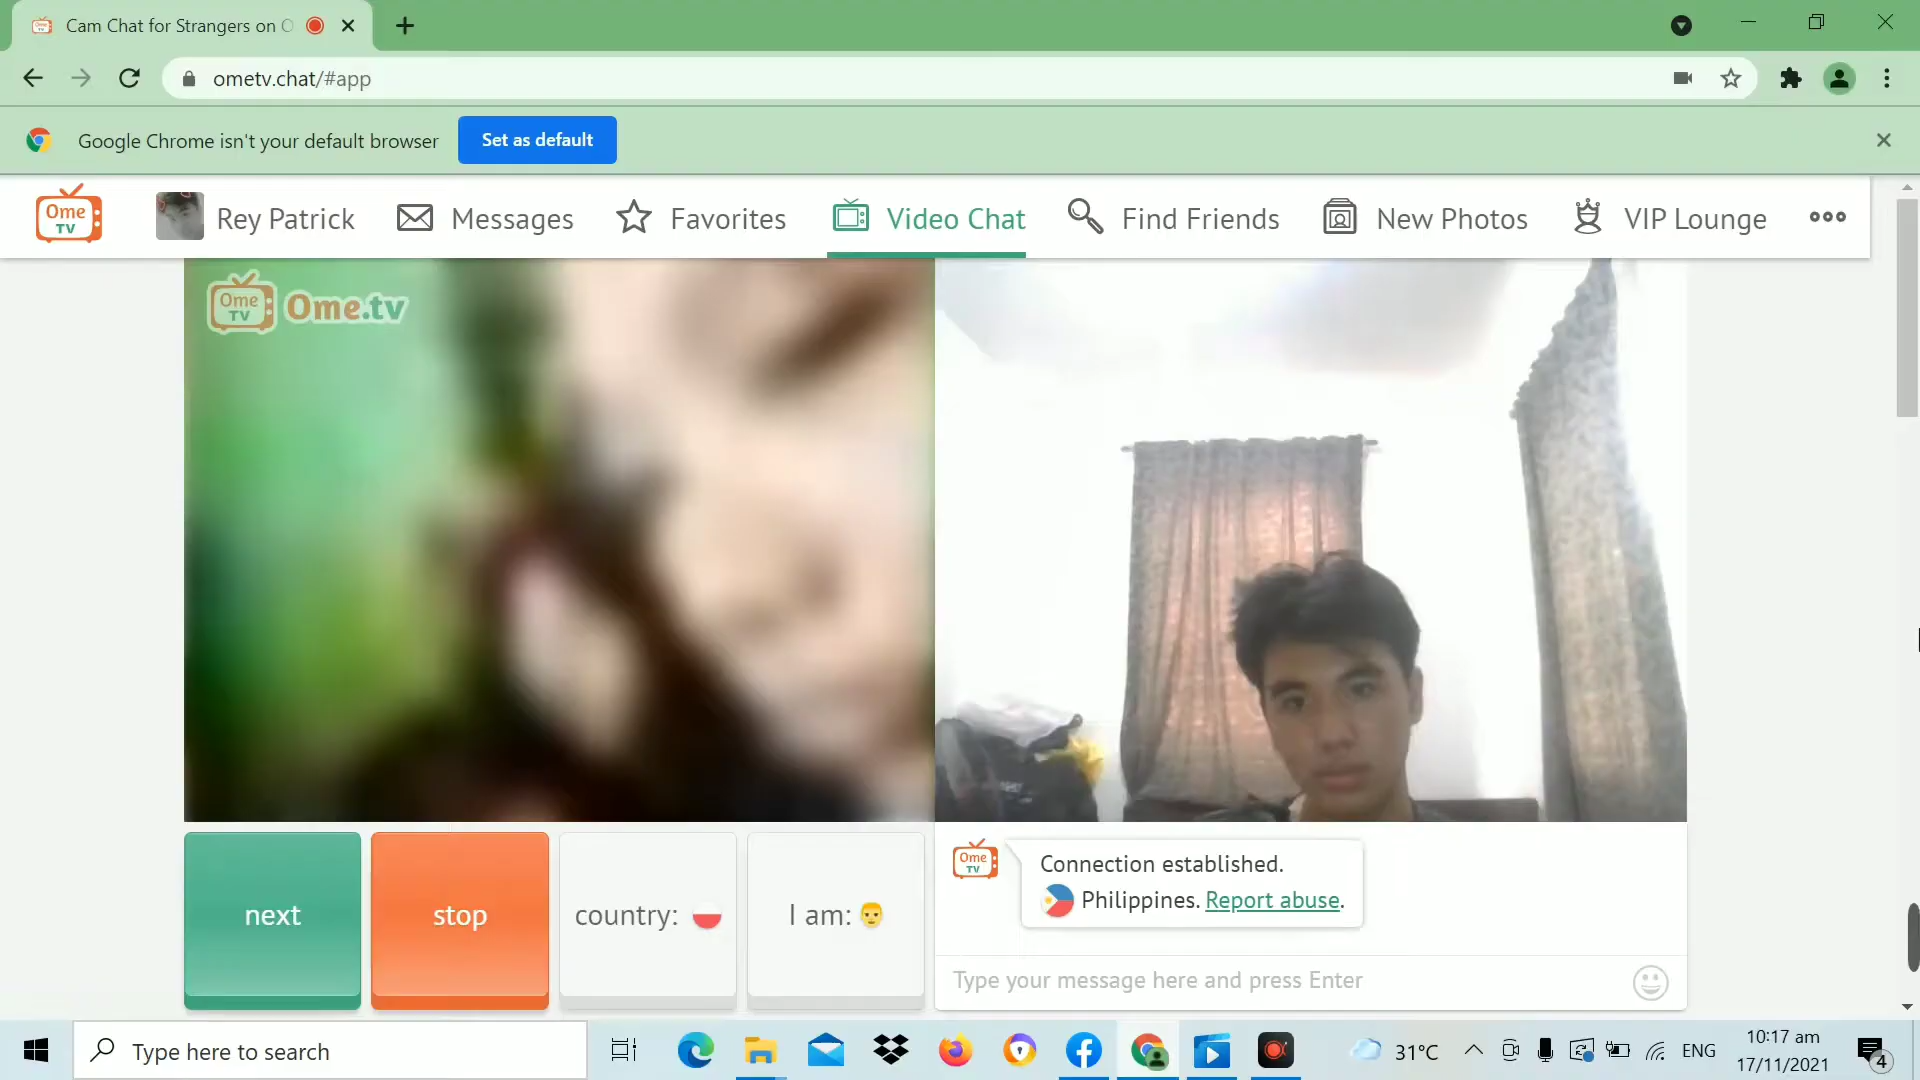 Cam Chat for Strangers on O
ometv.chat/#app
Google Chrome isn't your default browser
Set as default
Ome
TV
Rey Patrick
Messages
Favorites
Video Chat
Find Friends
New Photos
VIP Lounge
Ome
TV
Ome.tv
next
stop
country:
I am:
Ome
TV
Connection established.
Philippines. Report abuse.
Type your message here and press Enter
Type here to search
31°C
ENG
10:17 am
17/11/2021
4